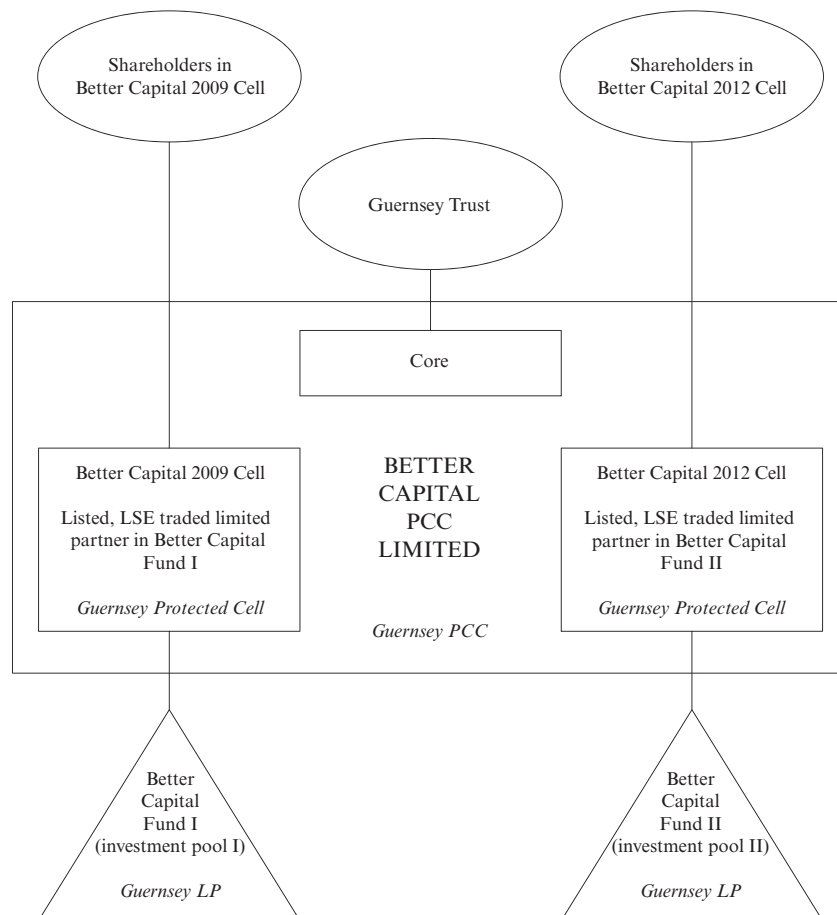 Shareholders in
Better Capital 2009 Cell
Shareholders in
Better Capital 2012 Cell
Guernsey Trust
Core
Better Capital 2009 Cell
Listed, LSE traded limited
partner in Better Capital
Fund I
Guernsey Protected Cell
BETTER
CAPITAL
PCC
LIMITED
Guernsey PCC
Better Capital 2012 Cell
Listed, LSE traded limited
partner in Better Capital
Fund II
Guernsey Protected Cell
Better
Capital
Fund I
(investment pool I)
Guernsey LP
Better
Capital
Fund II
(investment pool II)
Guernsey LP